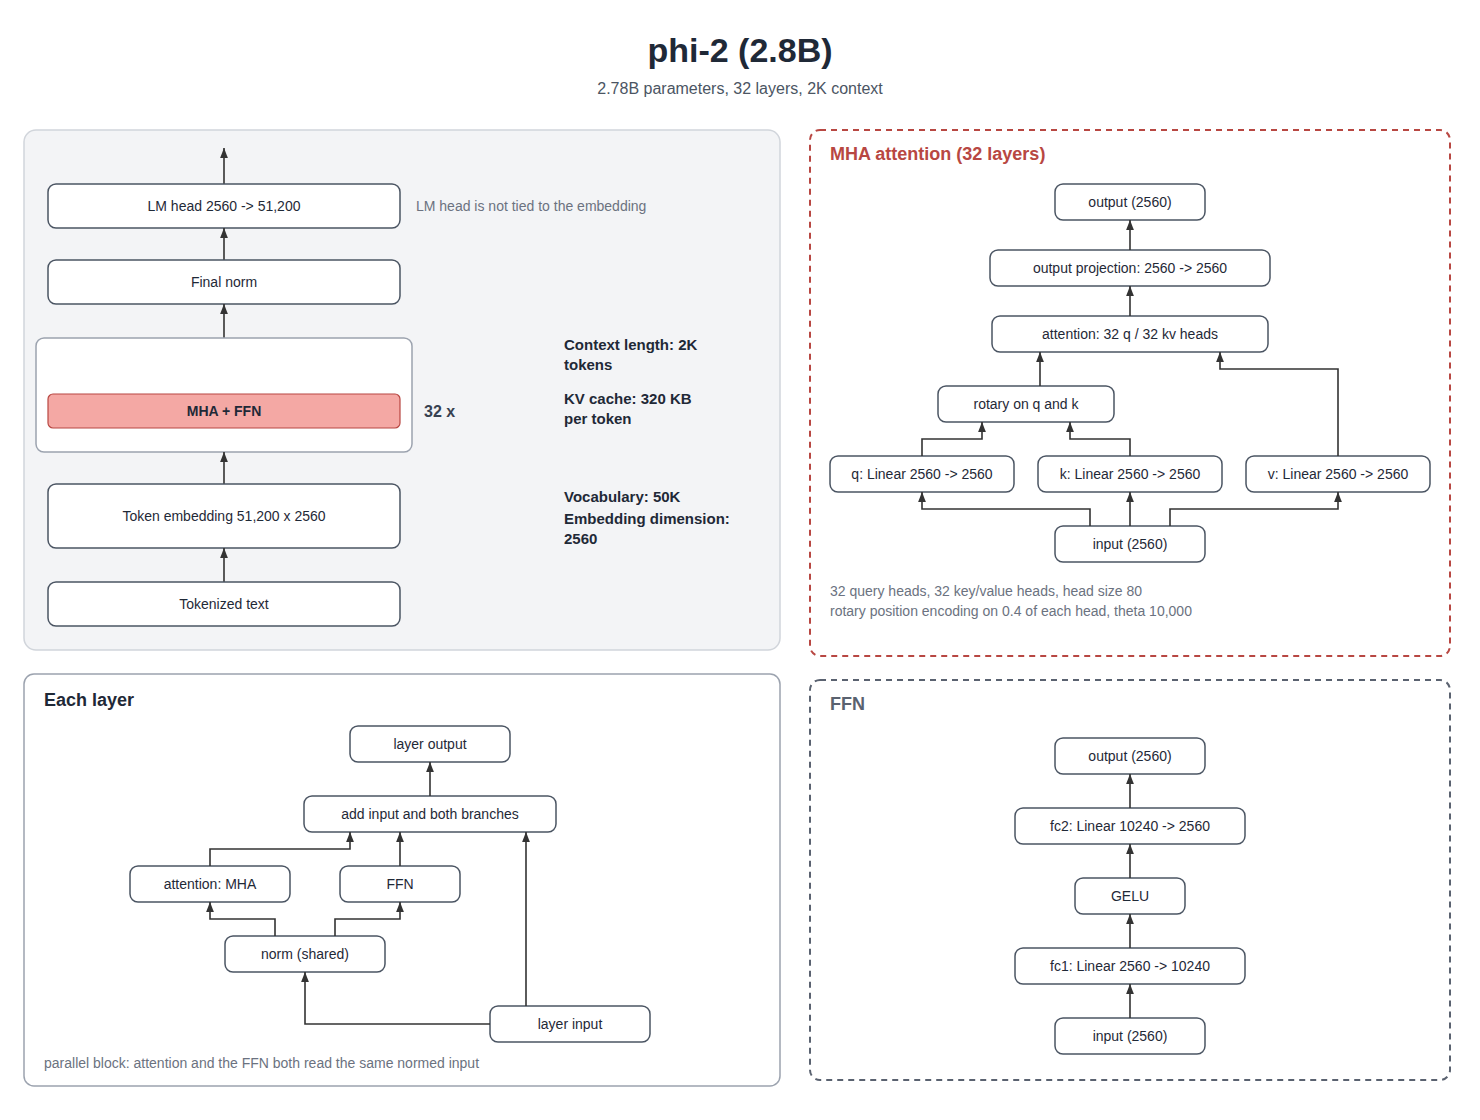 phi-2 (2.8B)
2.78B parameters, 32 layers, 2K context
LM head 2560 -> 51,200
LM head is not tied to the embedding
Final norm
MHA + FFN
32 x
Context length: 2K
tokens
KV cache: 320 KB
per token
Token embedding 51,200 x 2560
Vocabulary: 50K
Embedding dimension:
2560
Tokenized text
MHA attention (32 layers)
output (2560)
output projection: 2560 -> 2560
attention: 32 q / 32 kv heads
rotary on q and k
q: Linear 2560 -> 2560
k: Linear 2560 -> 2560
v: Linear 2560 -> 2560
input (2560)
32 query heads, 32 key/value heads, head size 80
rotary position encoding on 0.4 of each head, theta 10,000
Each layer
layer output
add input and both branches
attention: MHA
FFN
norm (shared)
layer input
parallel block: attention and the FFN both read the same normed input
FFN
output (2560)
fc2: Linear 10240 -> 2560
GELU
fc1: Linear 2560 -> 10240
input (2560)